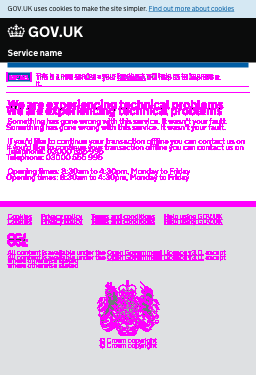 GOV.UK uses cookies to make the site simpler. Find out more about cookies
GOV.UK
Service name
This is a new service – your feedback will help us to improve
it.
We are experiencing technical problems
Something has gone wrong with this service. It wasn't your fault.
If you'd like to continue your transaction offline you can contact us on
Telephone: 03000
Opening times: 8:30am to 4:30pm, Monday to Friday
Cookies Privacy policy Terms and conditions Help using GOV.UK
OGL
All content is available under the Open Government Licence v3.0, except
where otherwise stated
© Crown copyright